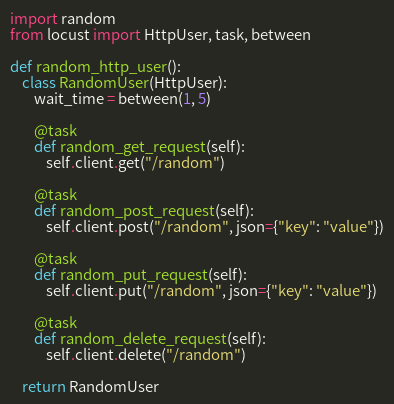 import random
from locust import HttpUser, task, between

def random_http_user():
    class RandomUser(HttpUser):
        wait_time = between(1, 5)

        @task
        def random_get_request(self):
            self.client.get("/random")

        @task
        def random_post_request(self):
            self.client.post("/random", json={"key": "value"})

        @task
        def random_put_request(self):
            self.client.put("/random", json={"key": "value"})

        @task
        def random_delete_request(self):
            self.client.delete("/random")

    return RandomUser